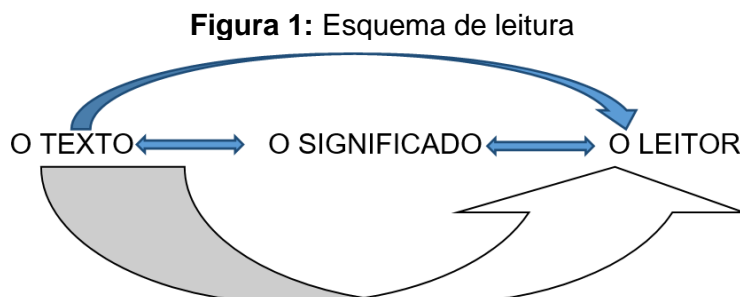 Figura 1: Esquema de leitura
O TEXTO O SIGNIFICADO O LEITOR